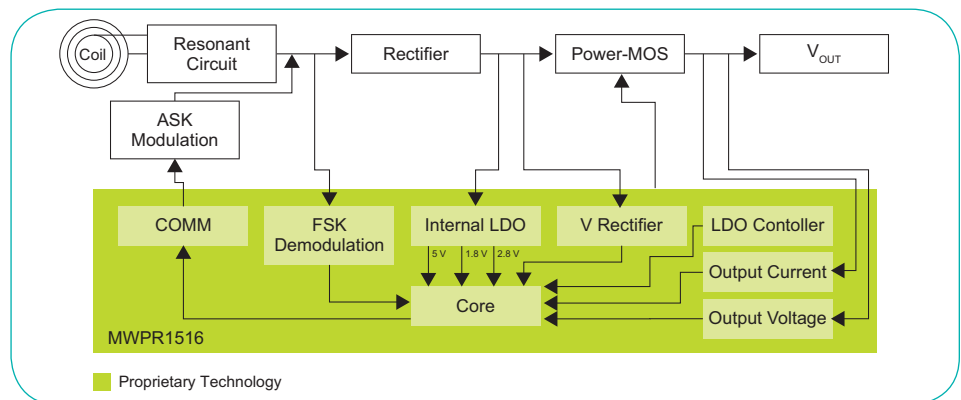 Coil
Resonant
Circuit
Rectifier
Power-MOS
VOUT
ASK
Modulation
COMM
FSK
Demodulation
Internal LDO
V Rectifier
LDO Contoller
5 V
1.8 V
2.8 V
Output Current
Core
Output Voltage
MWPR1516
Proprietary Technology